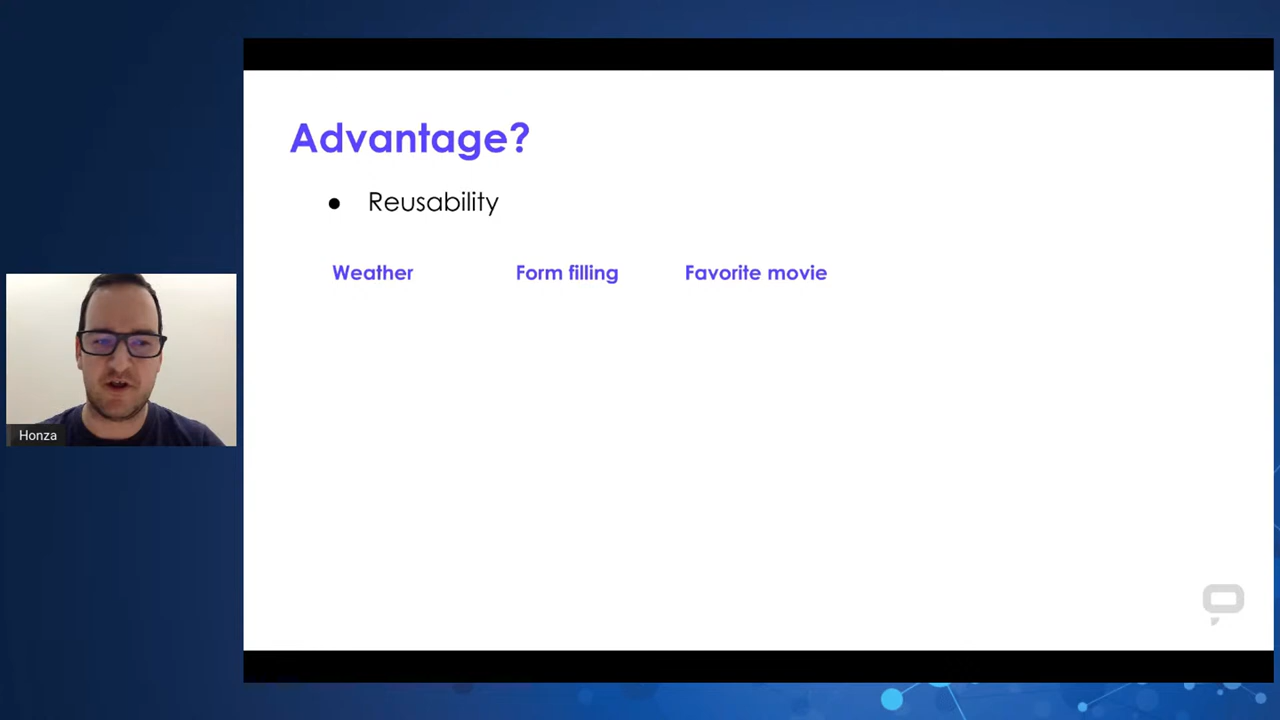 Advantage?
● Reusability
Weather Form filling Favorite movie
Honza